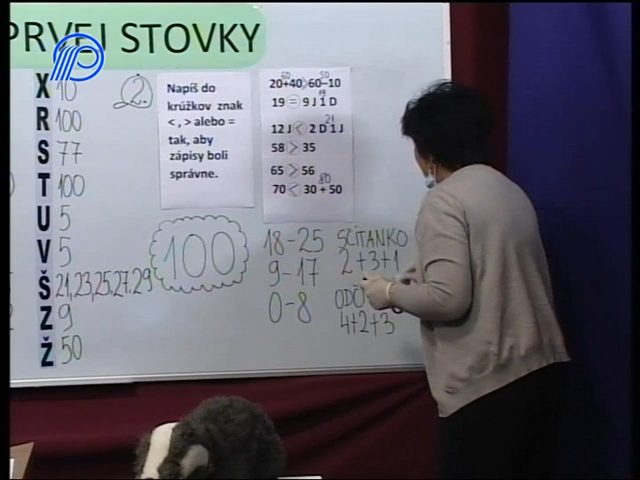 PRVEJ STOVKY
X 10
R 100
S 77
T 100
U 5
V 5
Š 21,23,25,27,29
Z 9
Ž 50
2.
Napíš do
krúžkov znak
< , > alebo =
tak, aby
zápisy boli
správne.
60 50
20+40 > 60-10
19
19 = 9 J 1 D
21
12 J < 2 D 1 J
58 > 35
65 > 56
80
70 < 30 + 50
100
18-25
9-17
0-8
SČÍTANKO
2+3+1
ODČ
4+2+3